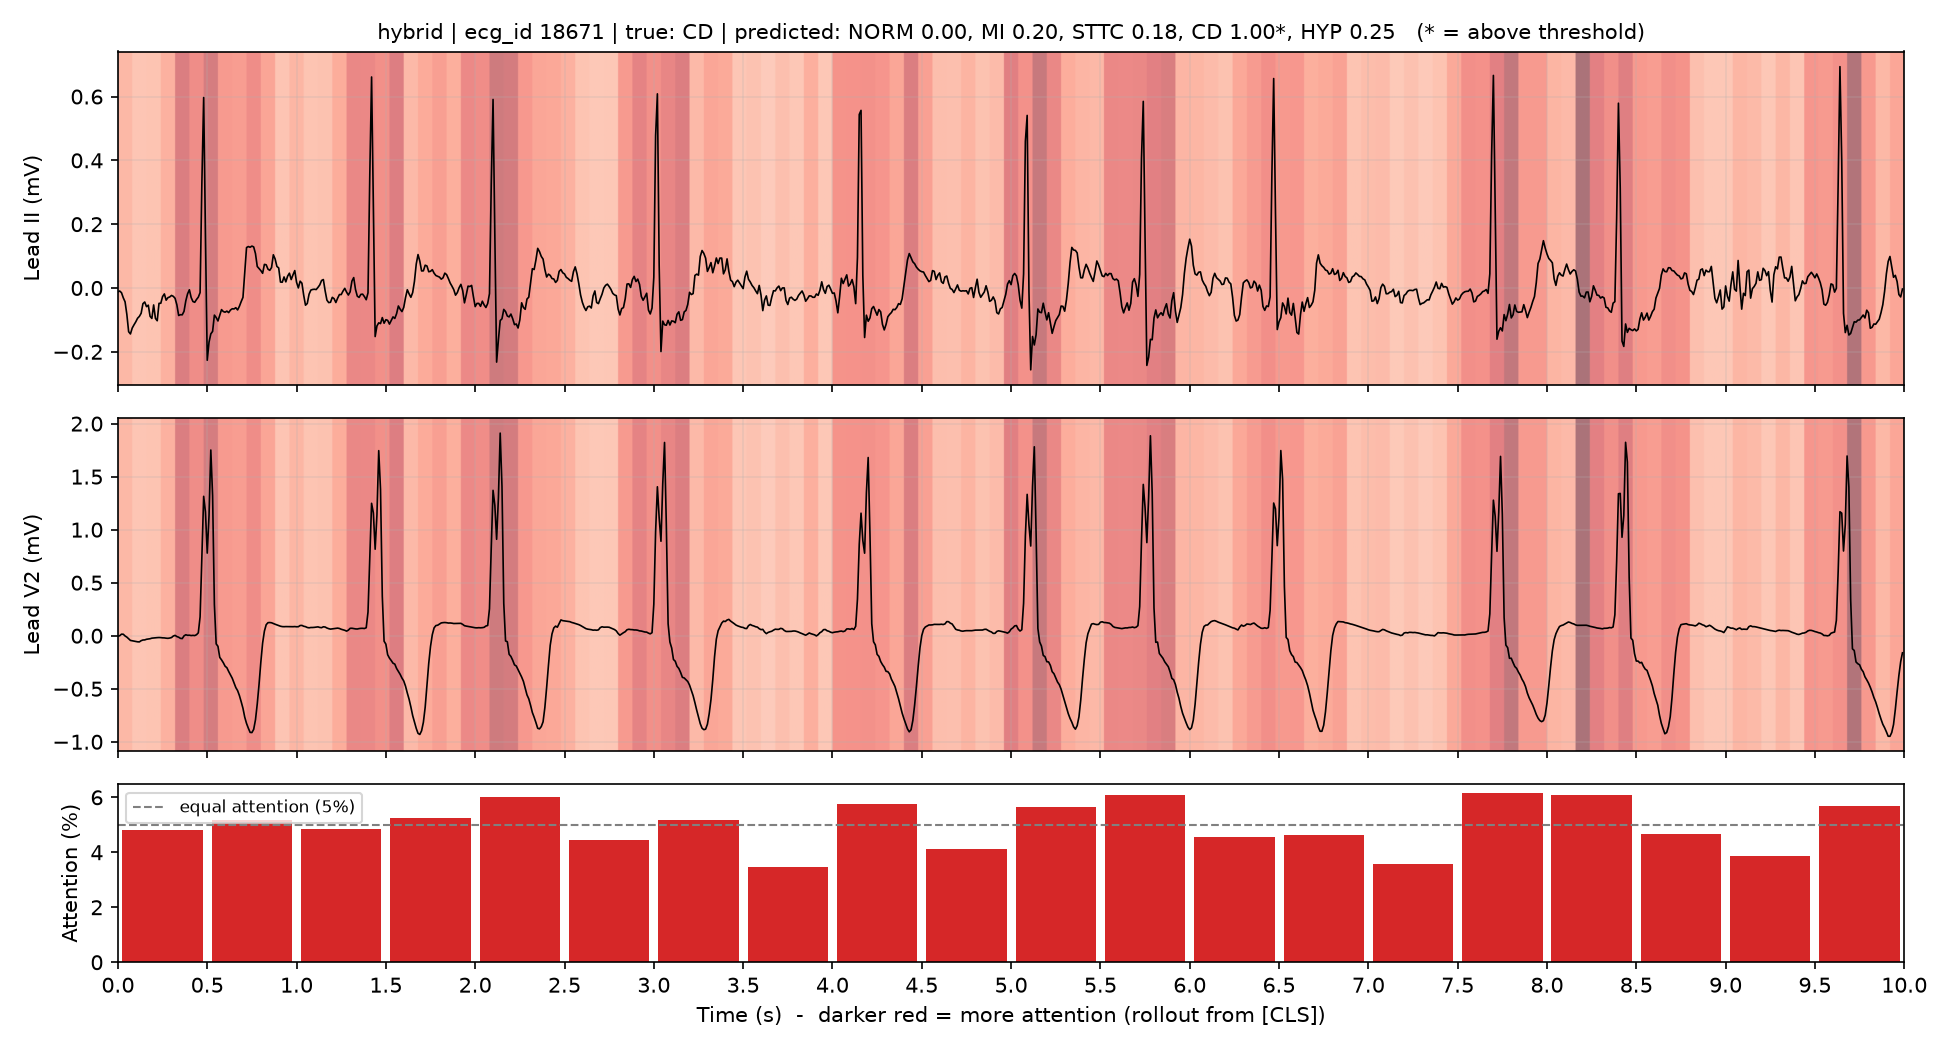 hybrid | ecg_id 18671 | true: CD | predicted: NORM 0.00, MI 0.20, STTC 0.18, CD 1.00*, HYP 0.25   (* = above threshold)
Lead II (mV)
0.6
0.4
0.2
0.0
−0.2
Lead V2 (mV)
2.0
1.5
1.0
0.5
0.0
−0.5
−1.0
Attention (%)
6
4
2
0
equal attention (5%)
0.0 0.5 1.0 1.5 2.0 2.5 3.0 3.5 4.0 4.5 5.0 5.5 6.0 6.5 7.0 7.5 8.0 8.5 9.0 9.5 10.0
Time (s)  -  darker red = more attention (rollout from [CLS])